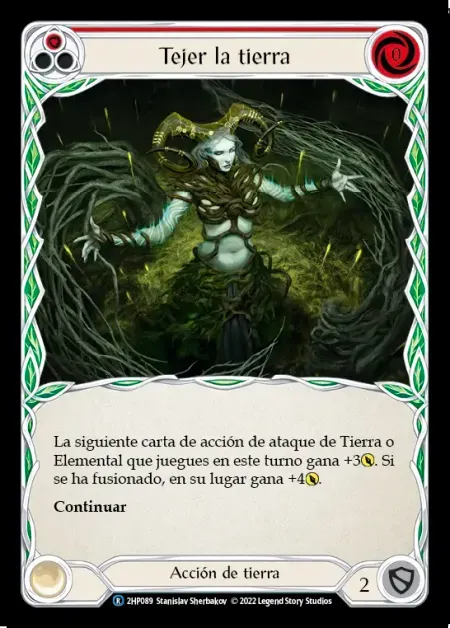 Tejer la tierra
0
La siguiente carta de acción de ataque de Tierra o
Elemental que juegues en este turno gana +3. Si
se ha fusionado, en su lugar gana +4.
Continuar
Acción de tierra
2
R 2HP089 Stanislav Sherbakov © 2022 Legend Story Studios